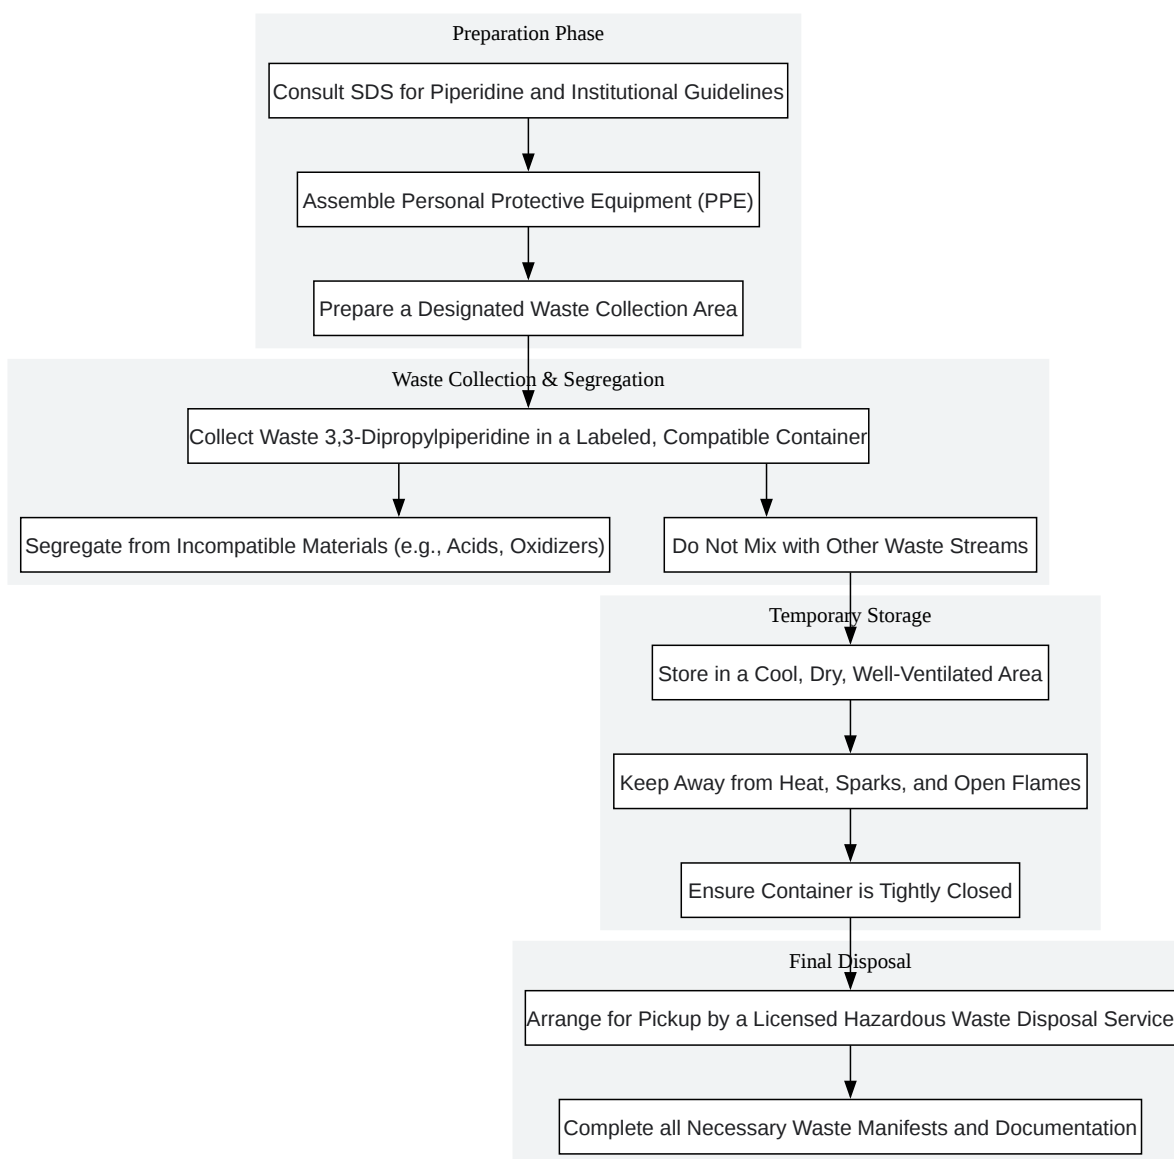 Preparation Phase
Consult SDS for Piperidine and Institutional Guidelines
Assemble Personal Protective Equipment (PPE)
Prepare a Designated Waste Collection Area
Waste Collection & Segregation
Collect Waste 3,3-Dipropylpiperidine in a Labeled, Compatible Container
Segregate from Incompatible Materials (e.g., Acids, Oxidizers)
Do Not Mix with Other Waste Streams
Temporary Storage
Store in a Cool, Dry, Well-Ventilated Area
Keep Away from Heat, Sparks, and Open Flames
Ensure Container is Tightly Closed
Final Disposal
Arrange for Pickup by a Licensed Hazardous Waste Disposal Service
Complete all Necessary Waste Manifests and Documentation